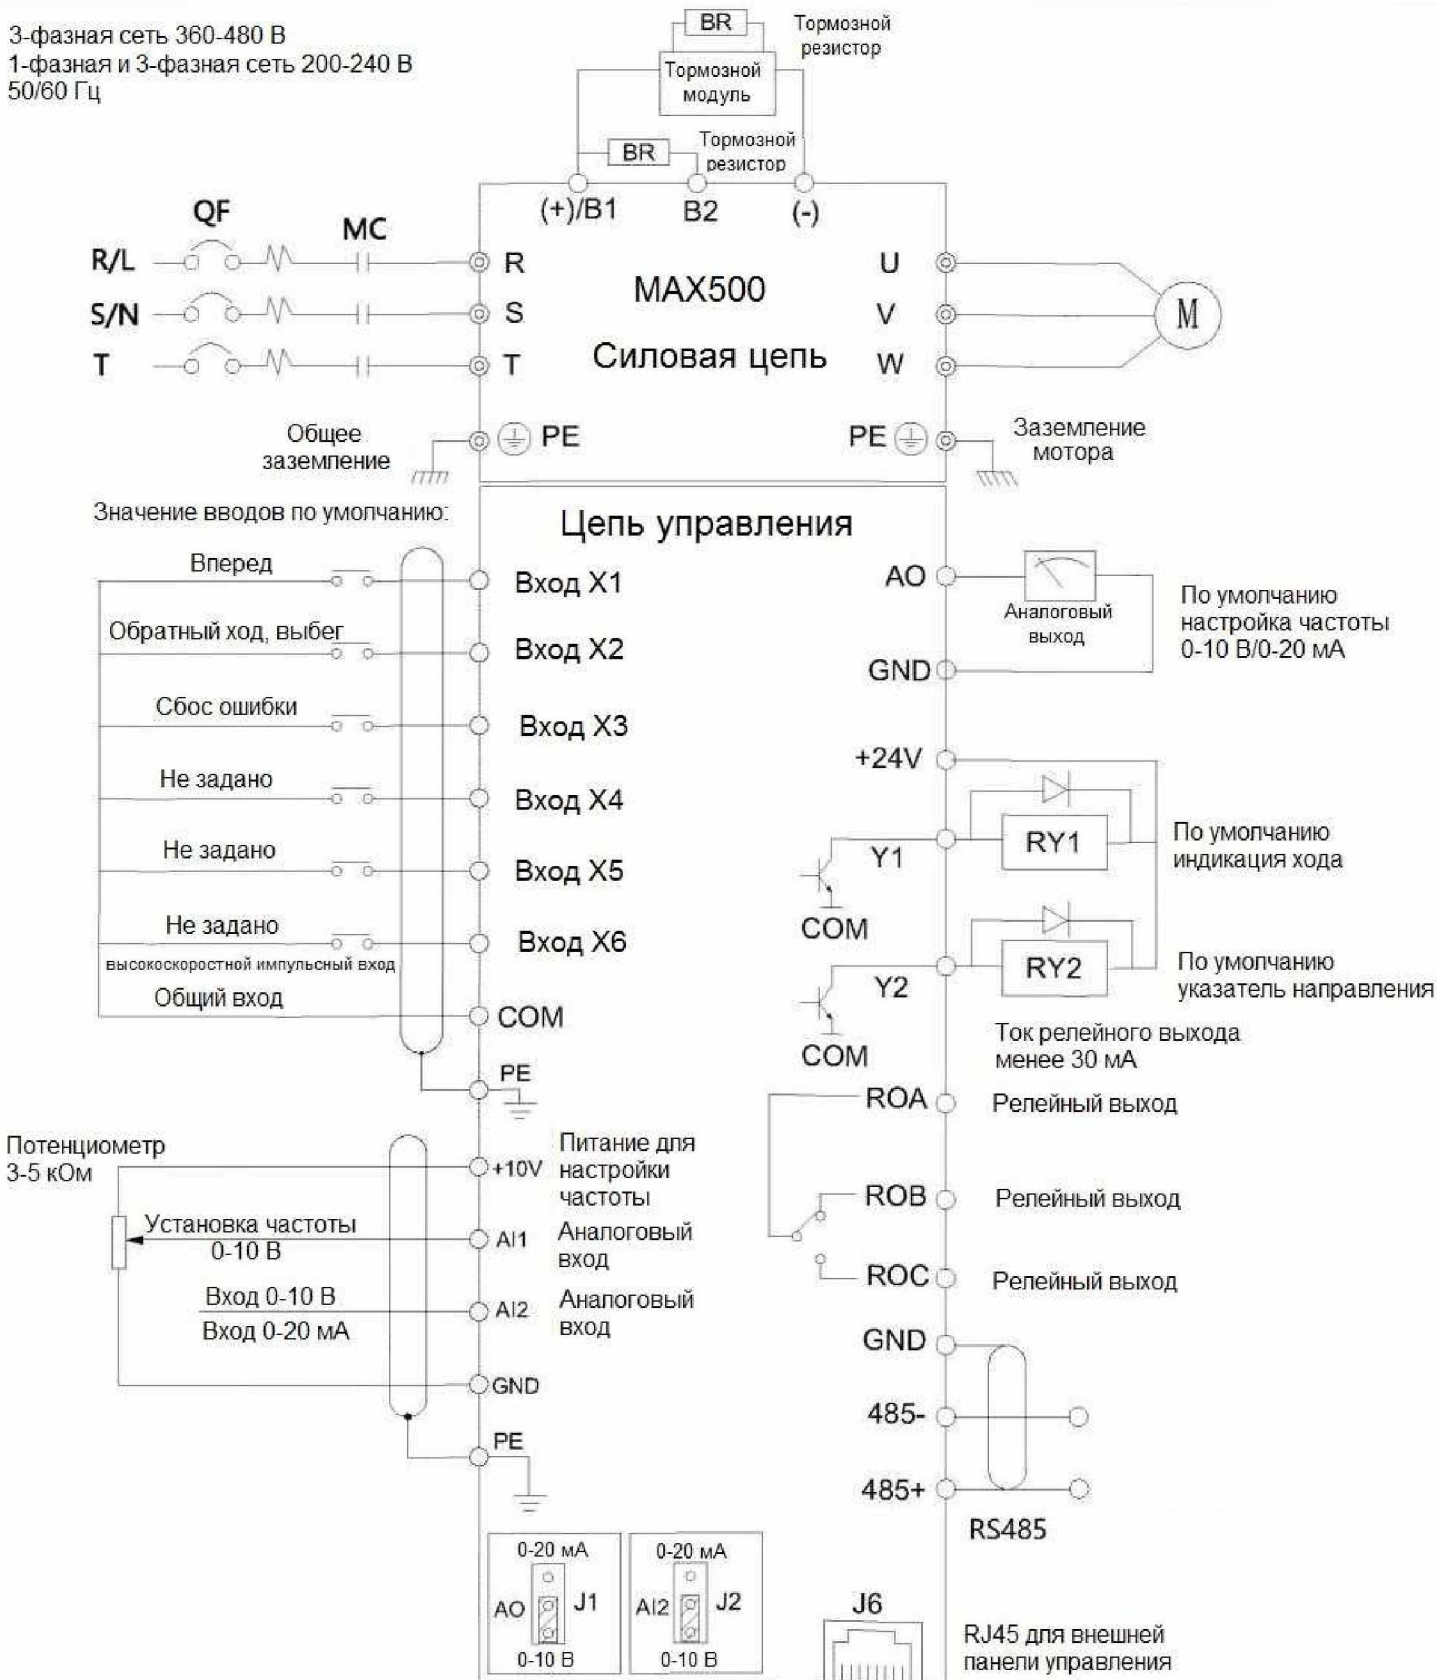 3-фазная сеть 360-480 В
1-фазная и 3-фазная сеть 200-240 В
50/60 Гц
BR
Тормозной
резистор
Тормозной
модуль
BR
Тормозной
резистор
(+)/B1
B2
(-)
QF
MC
R/L
S/N
T
R
S
T
MAX500
Силовая цепь
U
V
W
M
Общее
заземление
PE
PE
Заземление
мотора
Значение вводов по умолчанию:
Цепь управления
Вперед
Вход X1
Обратный ход, выбег
Вход X2
Сбос ошибки
Вход X3
Не задано
Вход X4
Не задано
Вход X5
Не задано
Вход X6
высокоскоростной импульсный вход
Общий вход
COM
PE
AO
Аналоговый
выход
GND
По умолчанию
настройка частоты
0-10 В/0-20 мА
+24V
Y1
COM
RY1
По умолчанию
индикация хода
Y2
COM
RY2
По умолчанию
указатель направления
Ток релейного выхода
менее 30 мА
ROA
Релейный выход
ROB
Релейный выход
ROC
Релейный выход
Потенциометр
3-5 кОм
+10V
Питание для
настройки
частоты
Установка частоты
0-10 В
AI1
Аналоговый
вход
Вход 0-10 В
Вход 0-20 мА
AI2
Аналоговый
вход
GND
PE
GND
485-
485+
RS485
0-20 мА
AO
J1
0-10 В
0-20 мА
AI2
J2
0-10 В
J6
RJ45 для внешней
панели управления